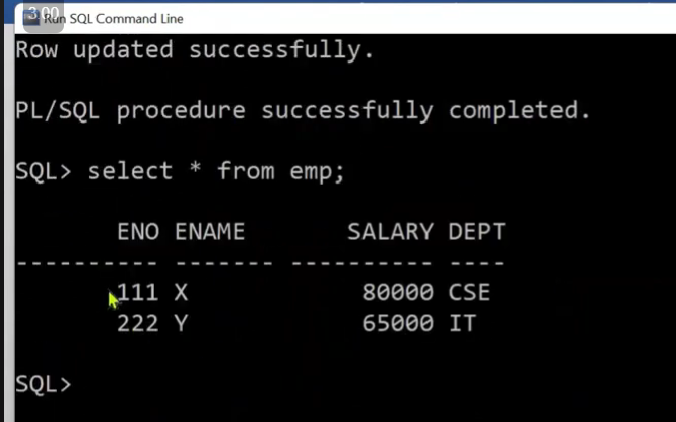 3.00
Run SQL Command Line
Row updated successfully.
PL/SQL procedure successfully completed.
SQL> select * from emp;
ENO ENAME SALARY DEPT
---------- ------- ---------- ----
111 X 80000 CSE
222 Y 65000 IT
SQL>